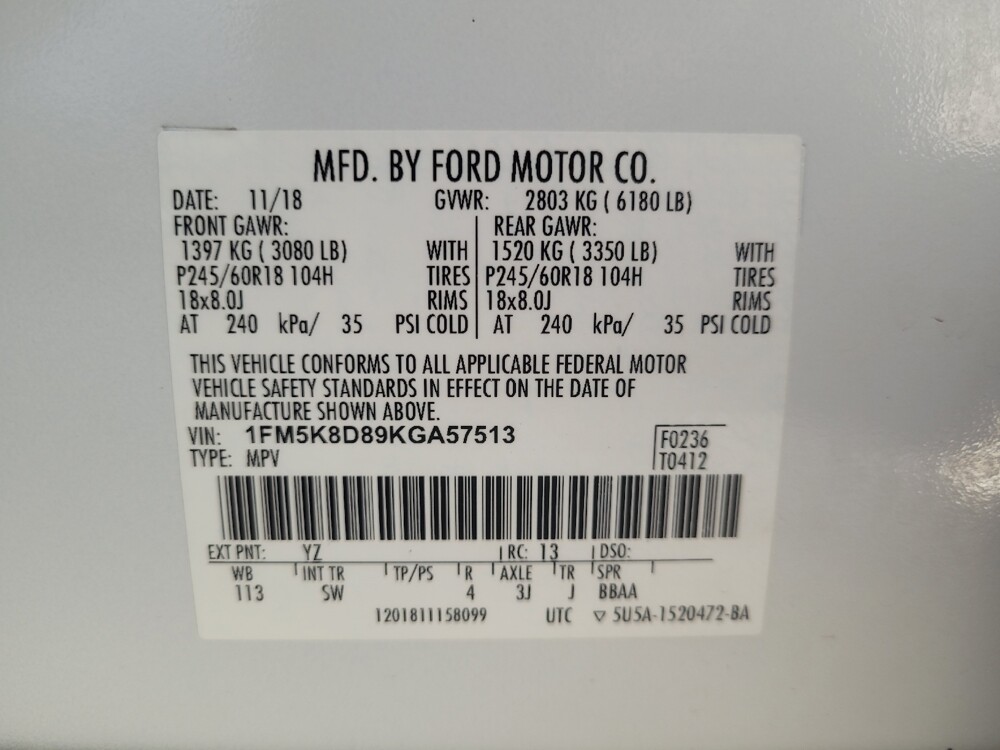 MFD. BY FORD MOTOR CO.
DATE: 11/18 GVWR: 2803 KG ( 6180 LB)
FRONT GAWR: REAR GAWR:
1397 KG ( 3080 LB) WITH 1520 KG ( 3350 LB) WITH
P245/60R18 104H TIRES P245/60R18 104H TIRES
18x8.0J RIMS 18x8.0J RIMS
AT 240 kPa/ 35 PSI COLD AT 240 kPa/ 35 PSI COLD
THIS VEHICLE CONFORMS TO ALL APPLICABLE FEDERAL MOTOR
VEHICLE SAFETY STANDARDS IN EFFECT ON THE DATE OF
MANUFACTURE SHOWN ABOVE.
VIN: 1FM5K8D89KGA57513 F0236
TYPE: MPV T0412
EXT PNT: YZ RC: 13 DSO:
WB INT TR TP/PS R AXLE TR SPR
113 SW 4 3J J BBAA
1201811158099 UTC ▽ 5U5A-1520472-BA